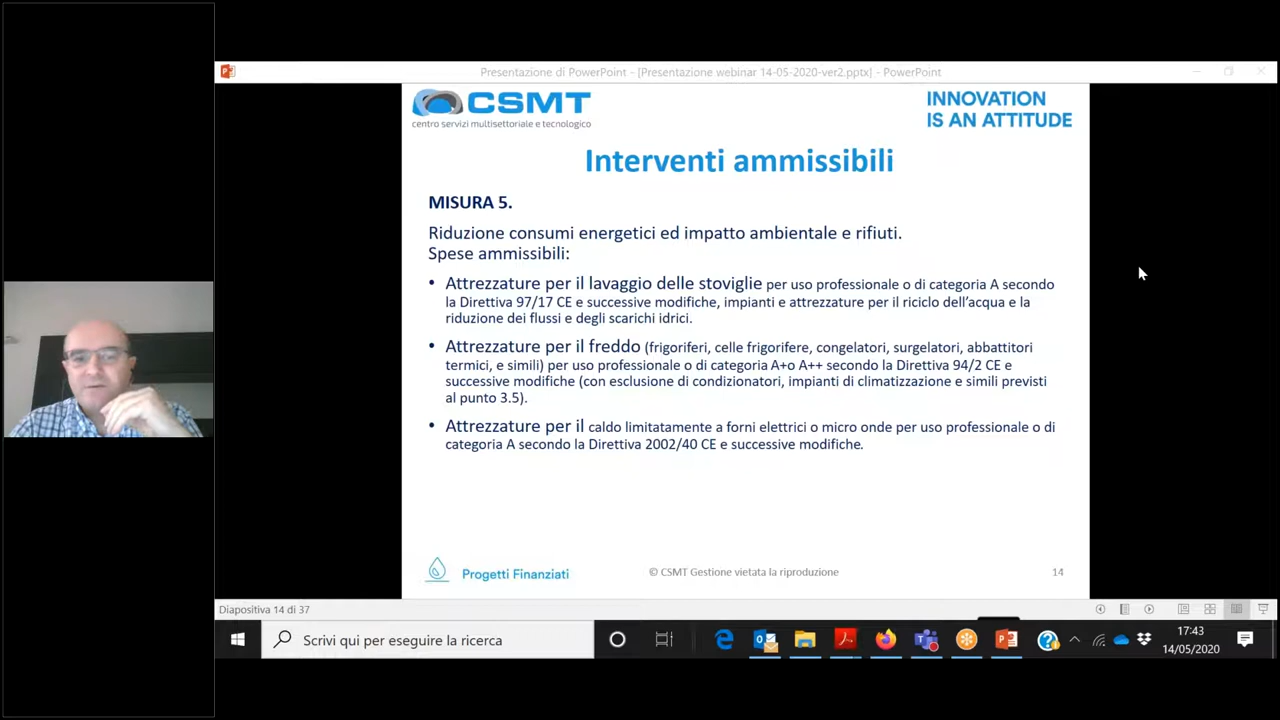 Presentazione di PowerPoint - [Presentazione webinar 14-05-2020-ver2.pptx] - PowerPoint
CSMT
centro servizi multisettoriale e tecnologico
INNOVATION
IS AN ATTITUDE
Interventi ammissibili
MISURA 5.
Riduzione consumi energetici ed impatto ambientale e rifiuti.
Spese ammissibili:
• Attrezzature per il lavaggio delle stoviglie per uso professionale o di categoria A secondo
la Direttiva 97/17 CE e successive modifiche, impianti e attrezzature per il riciclo dell'acqua e la
riduzione dei flussi e degli scarichi idrici.
• Attrezzature per il freddo (frigoriferi, celle frigorifere, congelatori, surgelatori, abbattitori
termici, e simili) per uso professionale o di categoria A+o A++ secondo la Direttiva 94/2 CE e
successive modifiche (con esclusione di condizionatori, impianti di climatizzazione e simili previsti
al punto 3.5).
• Attrezzature per il caldo limitatamente a forni elettrici o micro onde per uso professionale o di
categoria A secondo la Direttiva 2002/40 CE e successive modifiche.
Progetti Finanziati
© CSMT Gestione vietata la riproduzione
14
Diapositiva 14 di 37
Scrivi qui per eseguire la ricerca
17:43
14/05/2020